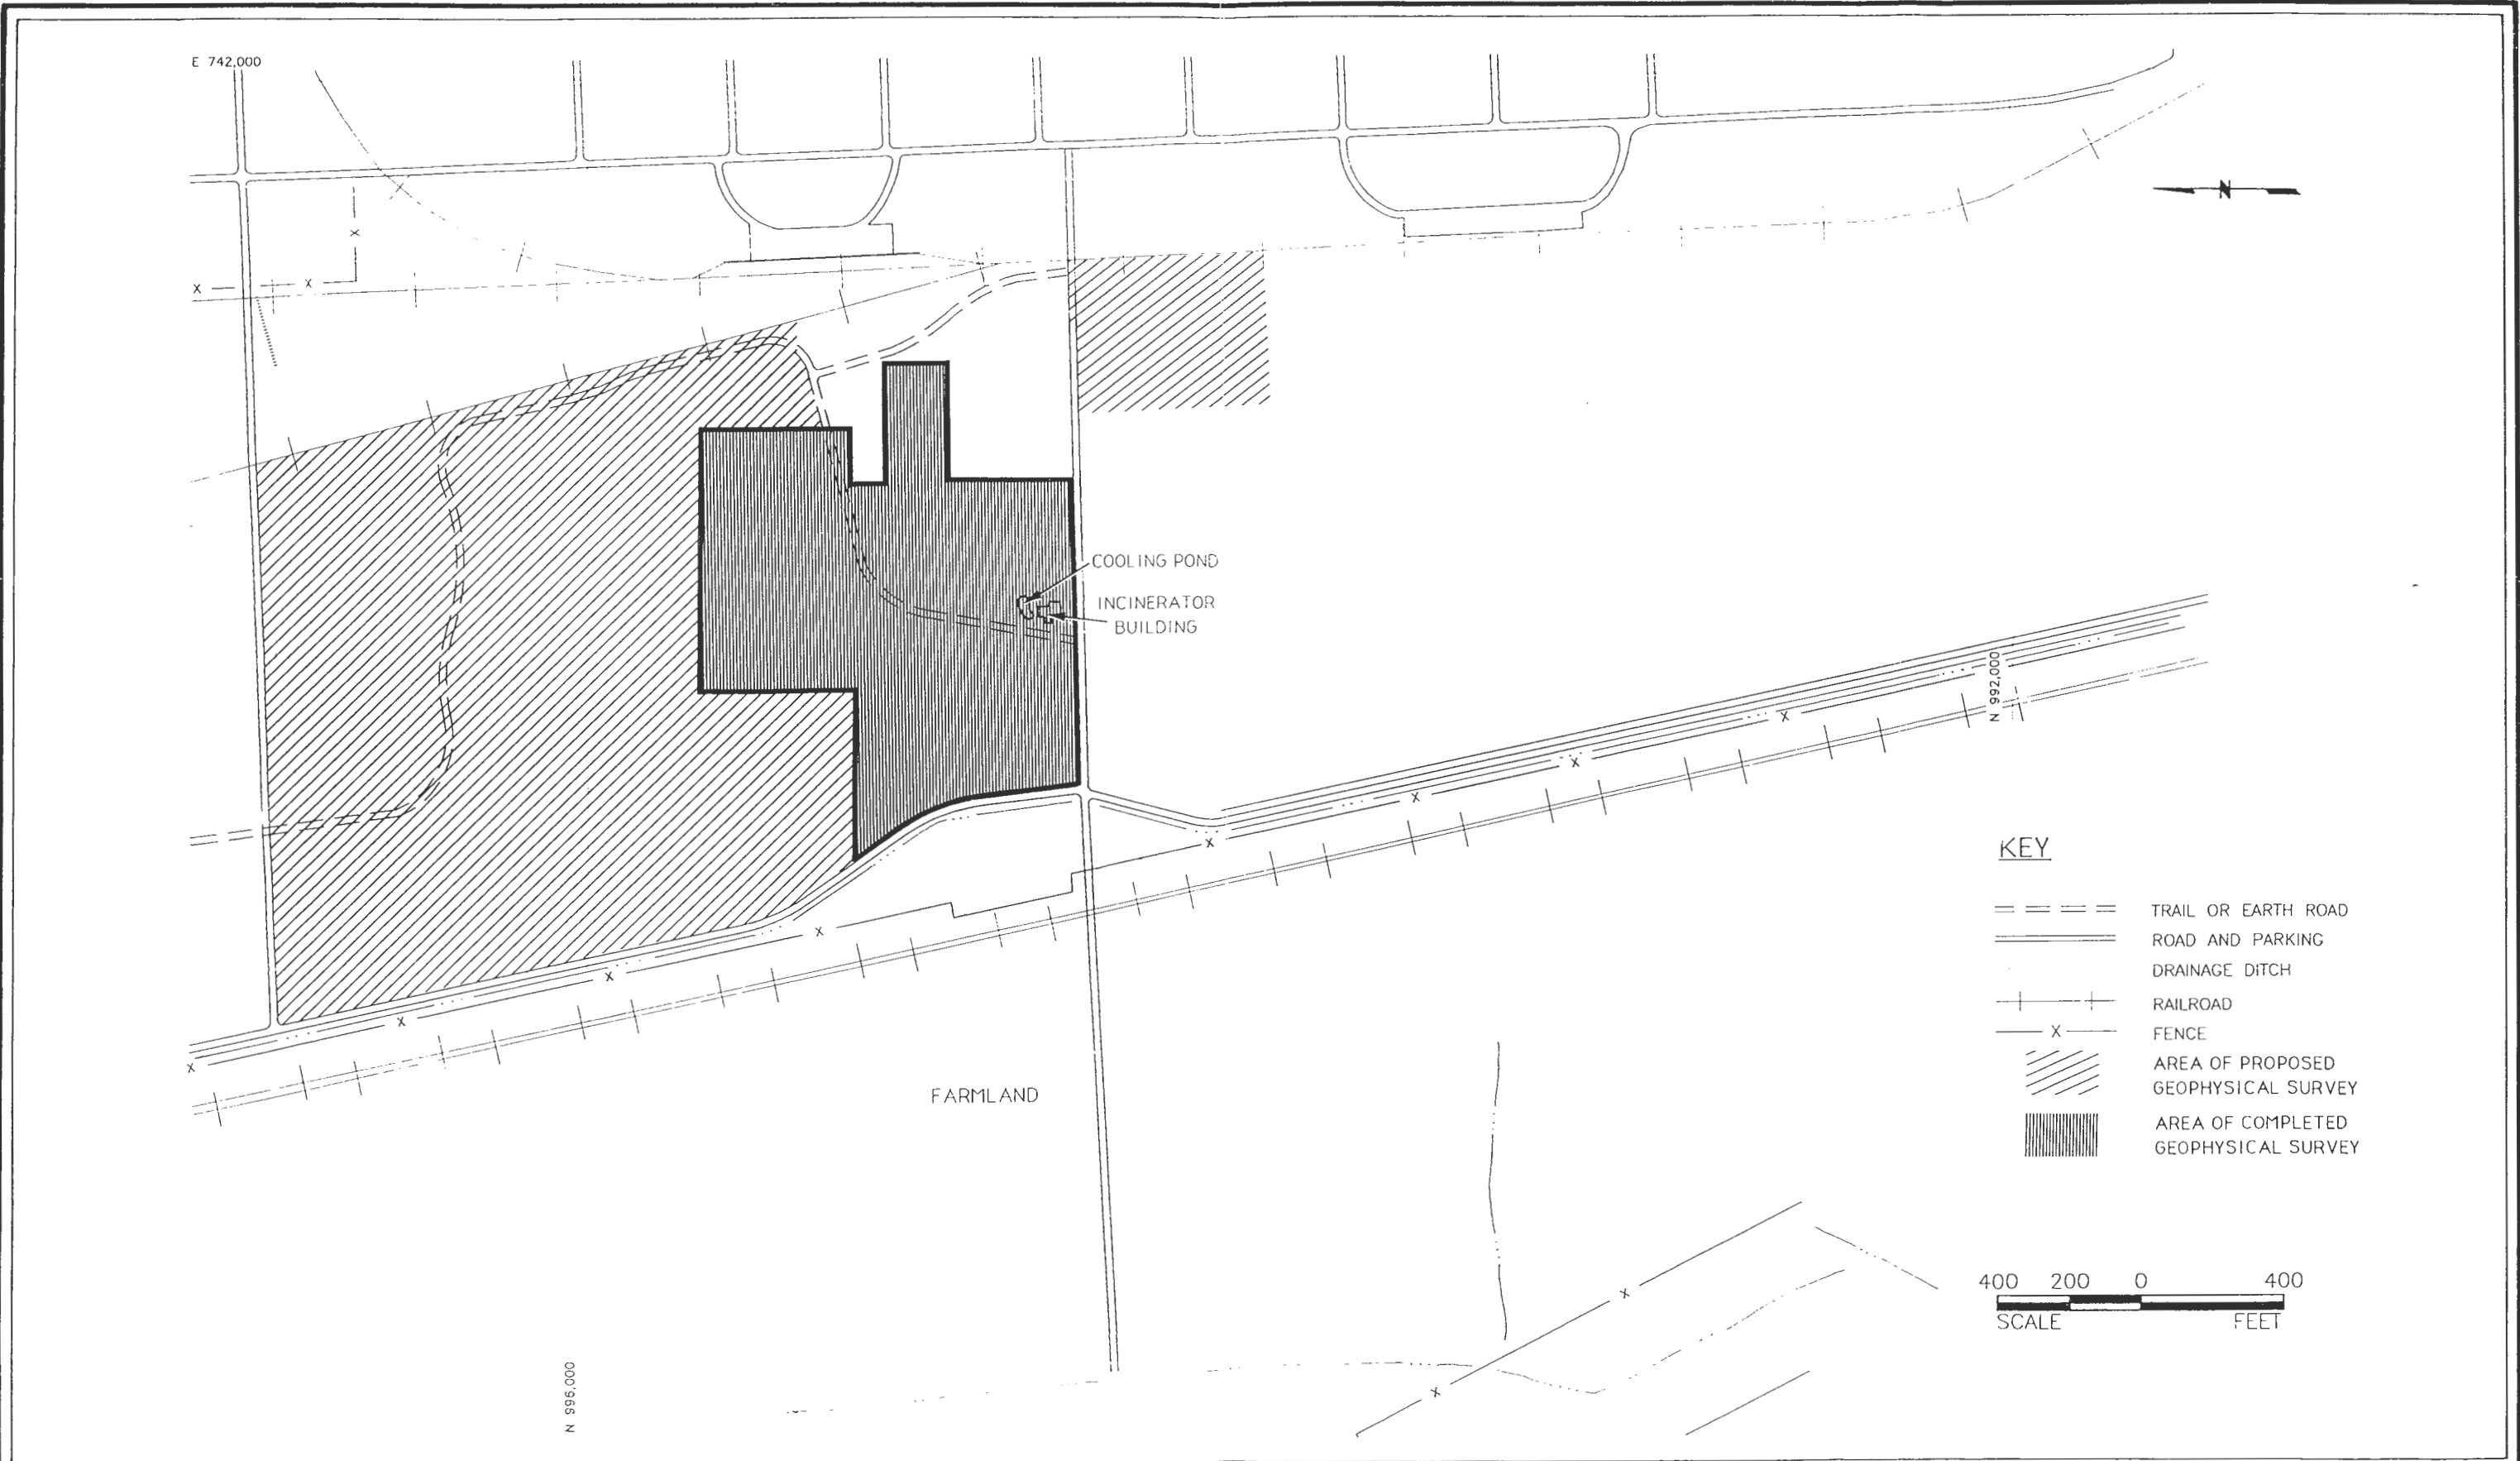 E 742,000
N
COOLING POND
INCINERATOR
BUILDING
N 992,000
KEY
TRAIL OR EARTH ROAD
ROAD AND PARKING
DRAINAGE DITCH
RAILROAD
FENCE
AREA OF PROPOSED
GEOPHYSICAL SURVEY
AREA OF COMPLETED
GEOPHYSICAL SURVEY
FARMLAND
400 200 0 400
SCALE FEET
N 996,000